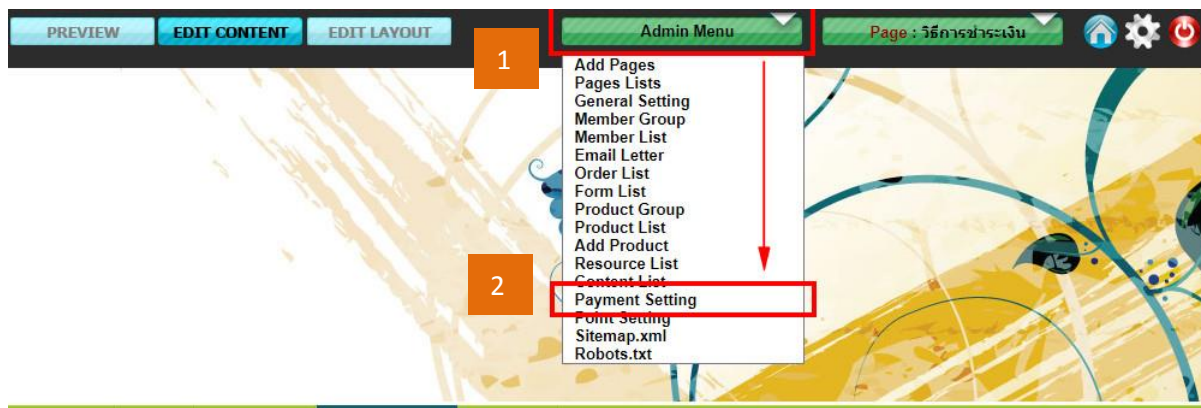 PREVIEW EDIT CONTENT EDIT LAYOUT Admin Menu Page : วิธีการชำระเงิน
1
Add Pages
Pages Lists
General Setting
Member Group
Member List
Email Letter
Order List
Form List
Product Group
Product List
Add Product
Resource List
Content List
2
Payment Setting
Point Setting
Sitemap.xml
Robots.txt